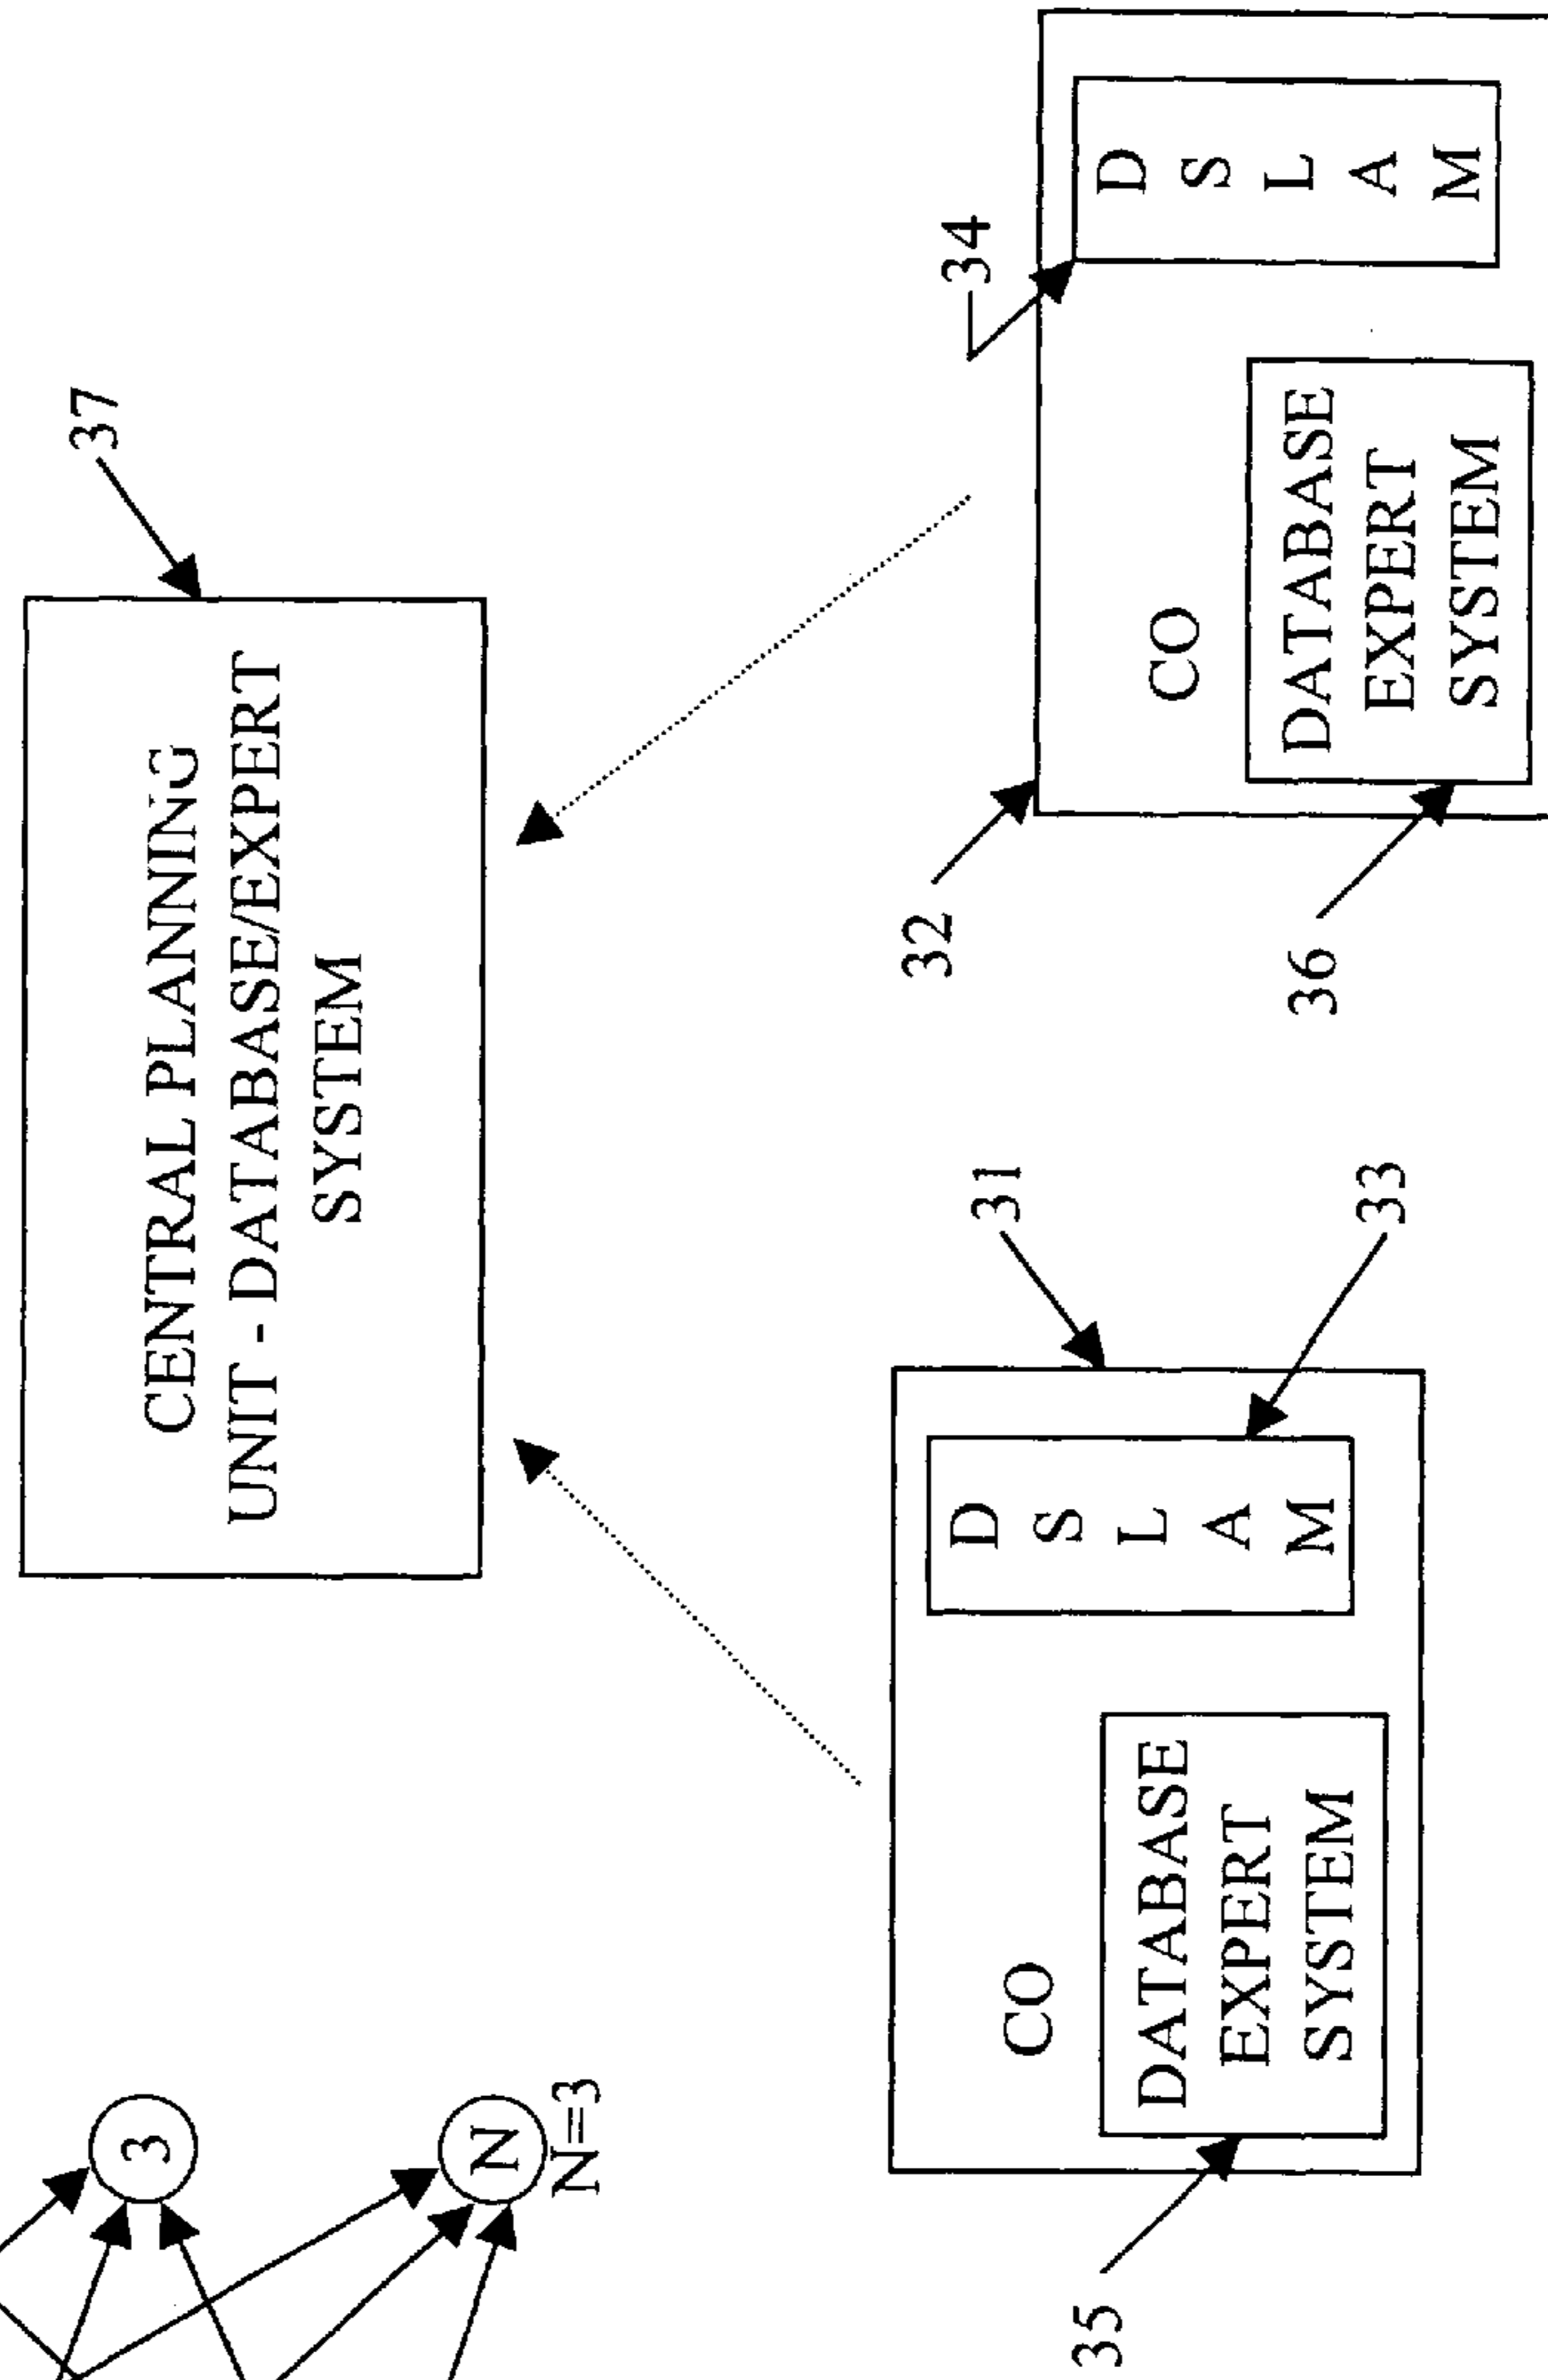 3
N
N=3
37
CENTRAL PLANNING
UNIT - DATABASE/EXPERT
SYSTEM
31
33
CO
D
S
L
A
M
DATABASE
EXPERT
SYSTEM
35
34
32
CO
D
S
L
A
M
DATABASE
EXPERT
SYSTEM
36